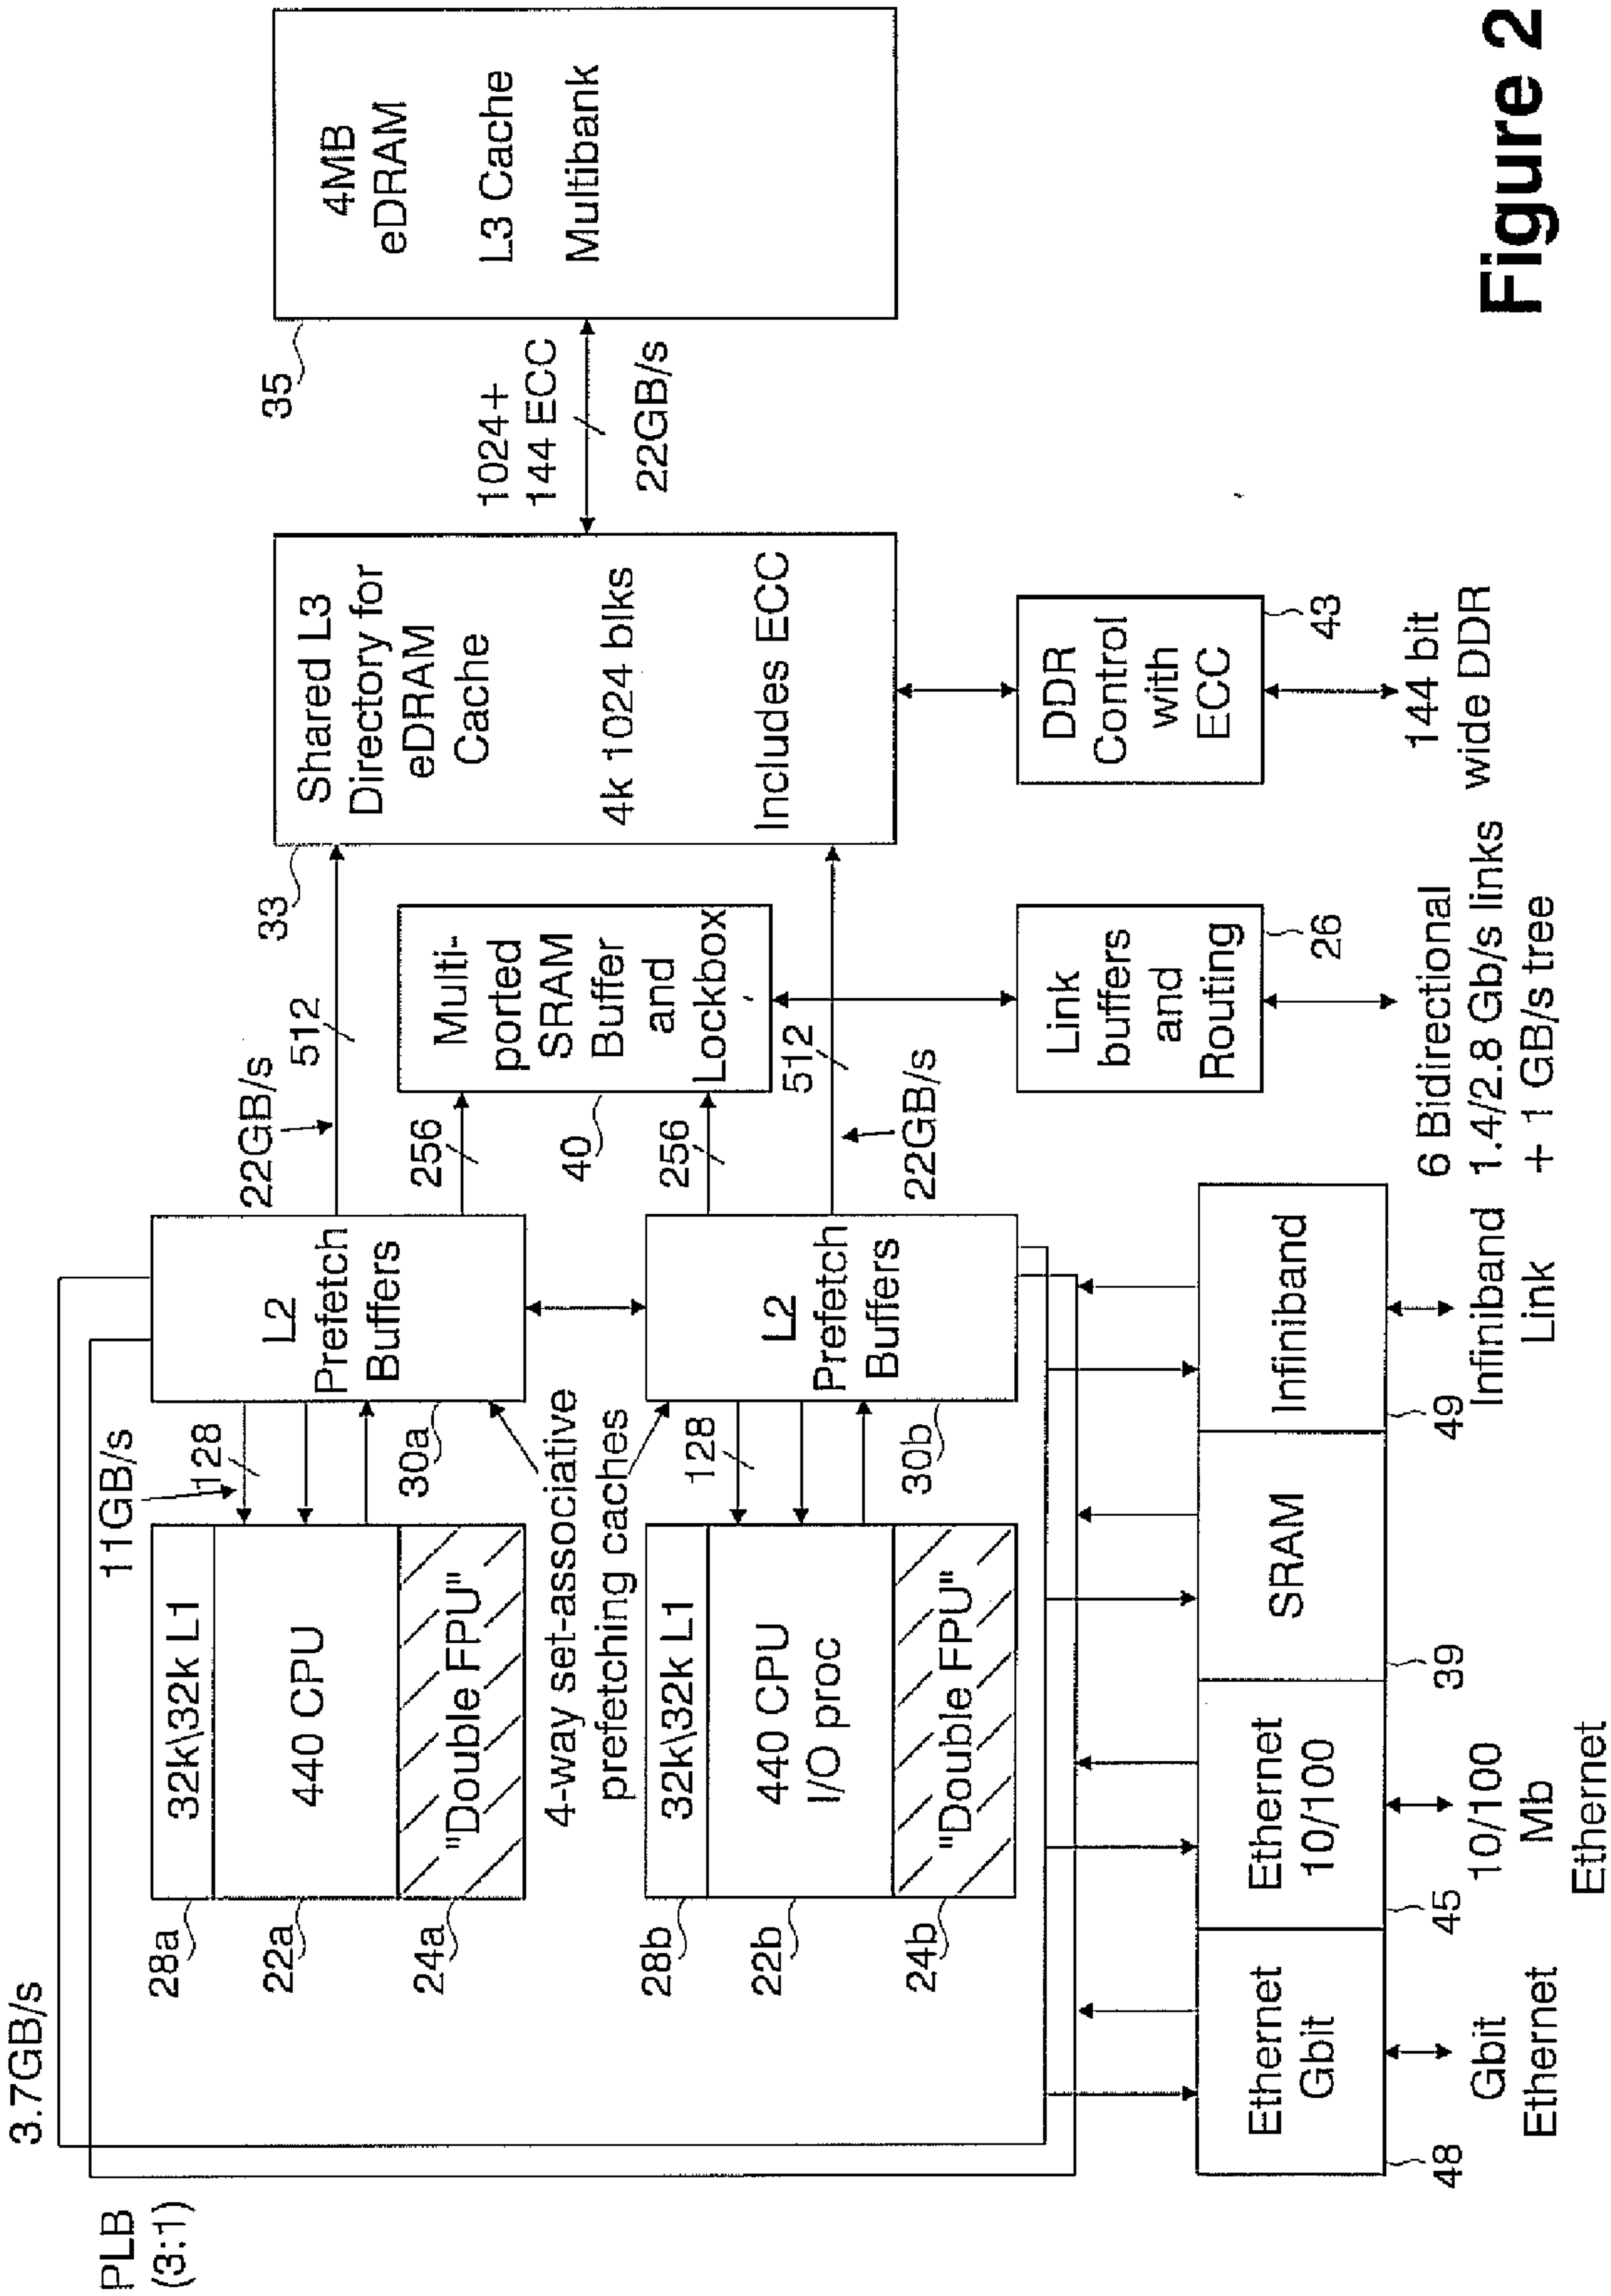 PLB
(3:1)
3.7GB/s
28a
32k\32k L1
22a
440 CPU
24a
"Double FPU"
11GB/s
128
30a
L2
Prefetch
Buffers
4-way set-associative
prefetching caches
28b
32k\32k L1
22b
440 CPU
I/O proc
24b
"Double FPU"
128
30b
L2
Prefetch
Buffers
22GB/s
512
256
40
256
512
22GB/s
Multi-
ported
SRAM
Buffer
and
Lockbox
33
Shared L3
Directory for
eDRAM
Cache
4k 1024 blks
Includes ECC
1024+
144 ECC
22GB/s
35
4MB
eDRAM
L3 Cache
Multibank
48
Ethernet
Gbit
Gbit
Ethernet
45
Ethernet
10/100
10/100
Mb
Ethernet
39
SRAM
49
Infiniband
Infiniband
Link
Link
buffers
and
Routing
26
6 Bidirectional
1.4/2.8 Gb/s links
+ 1 GB/s tree
DDR
Control
with
ECC
43
144 bit
wide DDR
Figure 2